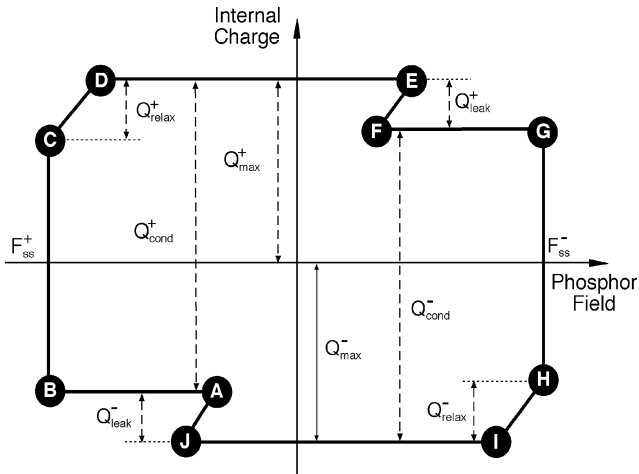 Internal
Charge
D
E
Q+relax
Q+leak
C
F
G
Q+max
Q+cond
F+ss
F-ss
Phosphor
Field
Q-cond
Q-max
H
B
A
Q-leak
Q-relax
J
I